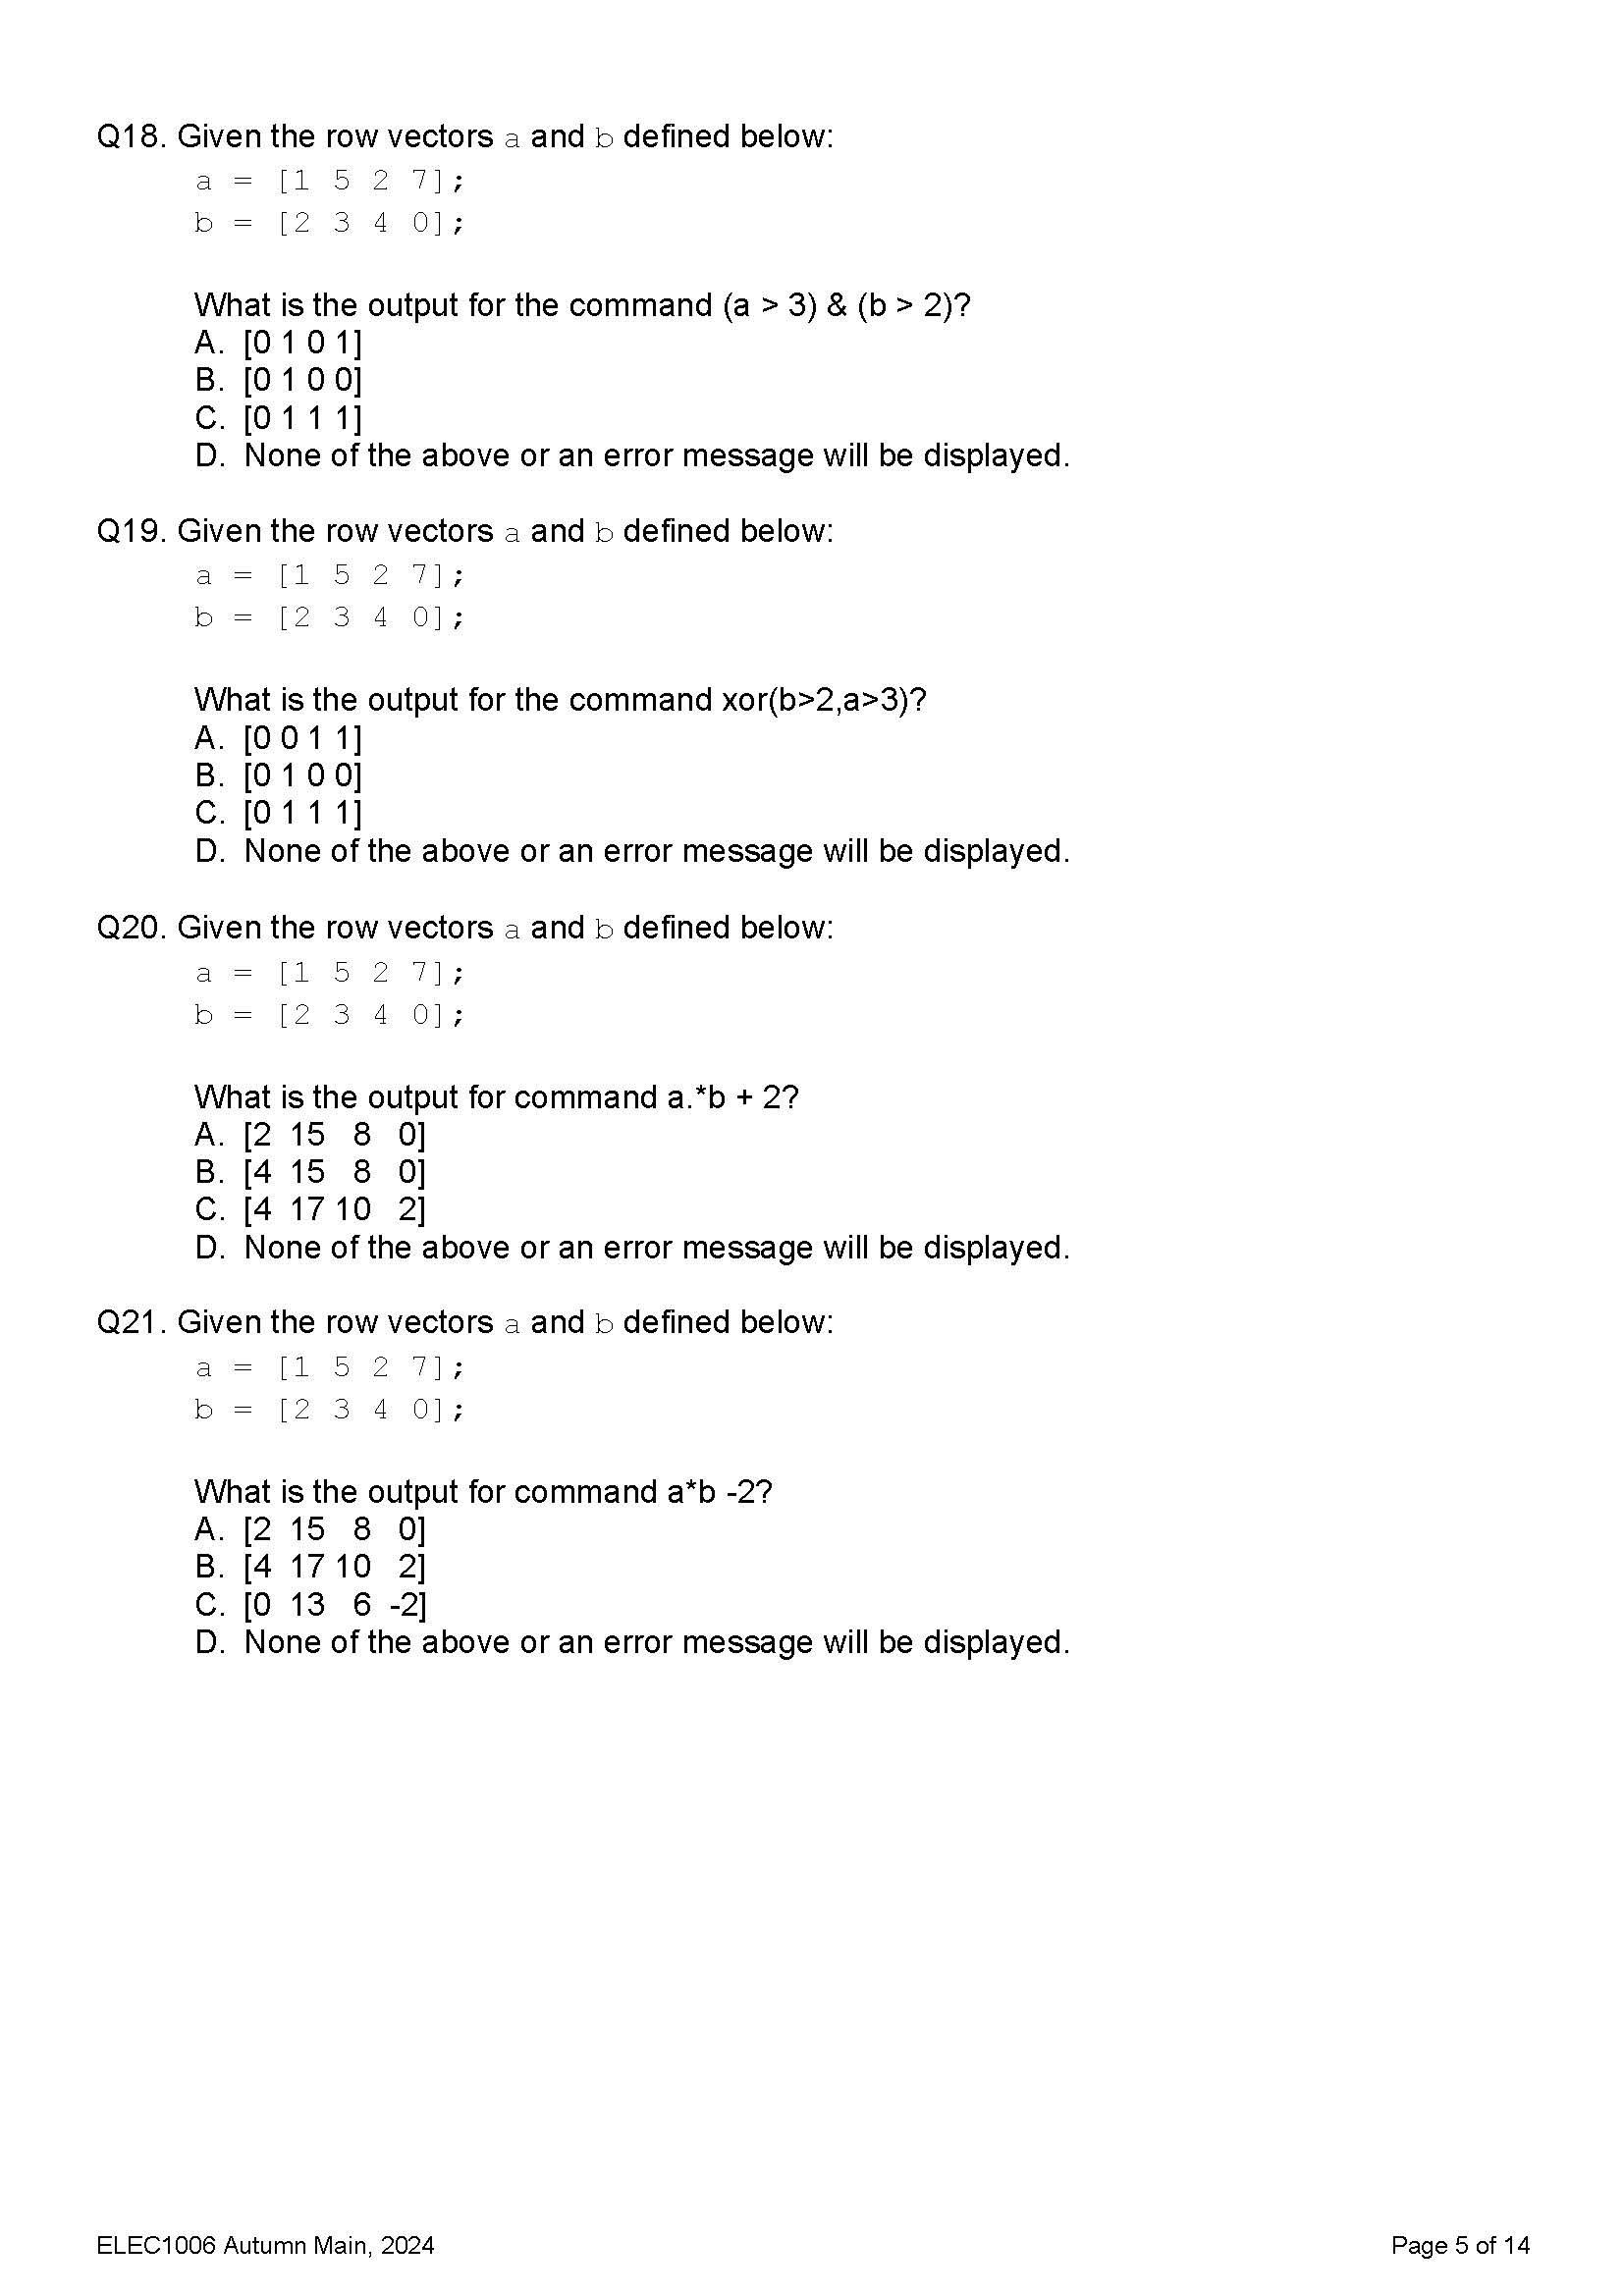 Q18. Given the row vectors a and b defined below:
a = [1 5 2 7];
b = [2 3 4 0];
What is the output for the command (a > 3) & (b > 2)?
A. [0 1 0 1]
B. [0 1 0 0]
C. [0 1 1 1]
D. None of the above or an error message will be displayed.
Q19. Given the row vectors a and b defined below:
a = [1 5 2 7];
b = [2 3 4 0];
What is the output for the command xor(b>2,a>3)?
A. [0 0 1 1]
B. [0 1 0 0]
C. [0 1 1 1]
D. None of the above or an error message will be displayed.
Q20. Given the row vectors a and b defined below:
a = [1 5 2 7];
b = [2 3 4 0];
What is the output for command a.*b + 2?
A. [2 15 8 0]
B. [4 15 8 0]
C. [4 17 10 2]
D. None of the above or an error message will be displayed.
Q21. Given the row vectors a and b defined below:
a = [1 5 2 7];
b = [2 3 4 0];
What is the output for command a*b -2?
A. [2 15 8 0]
B. [4 17 10 2]
C. [0 13 6 -2]
D. None of the above or an error message will be displayed.
ELEC1006 Autumn Main, 2024 Page 5 of 14